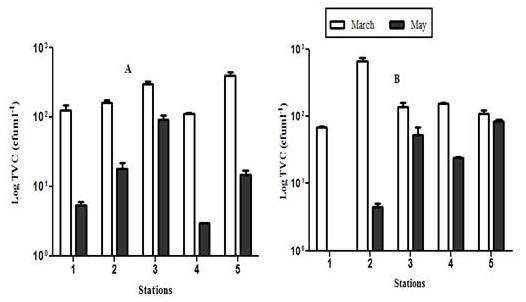 March May
A
Log TVC (cfuml-1)
10³
10²
10¹
10⁰
1 2 3 4 5
Stations
B
Log TVC (cfuml-1)
10³
10²
10¹
10⁰
1 2 3 4 5
Stations